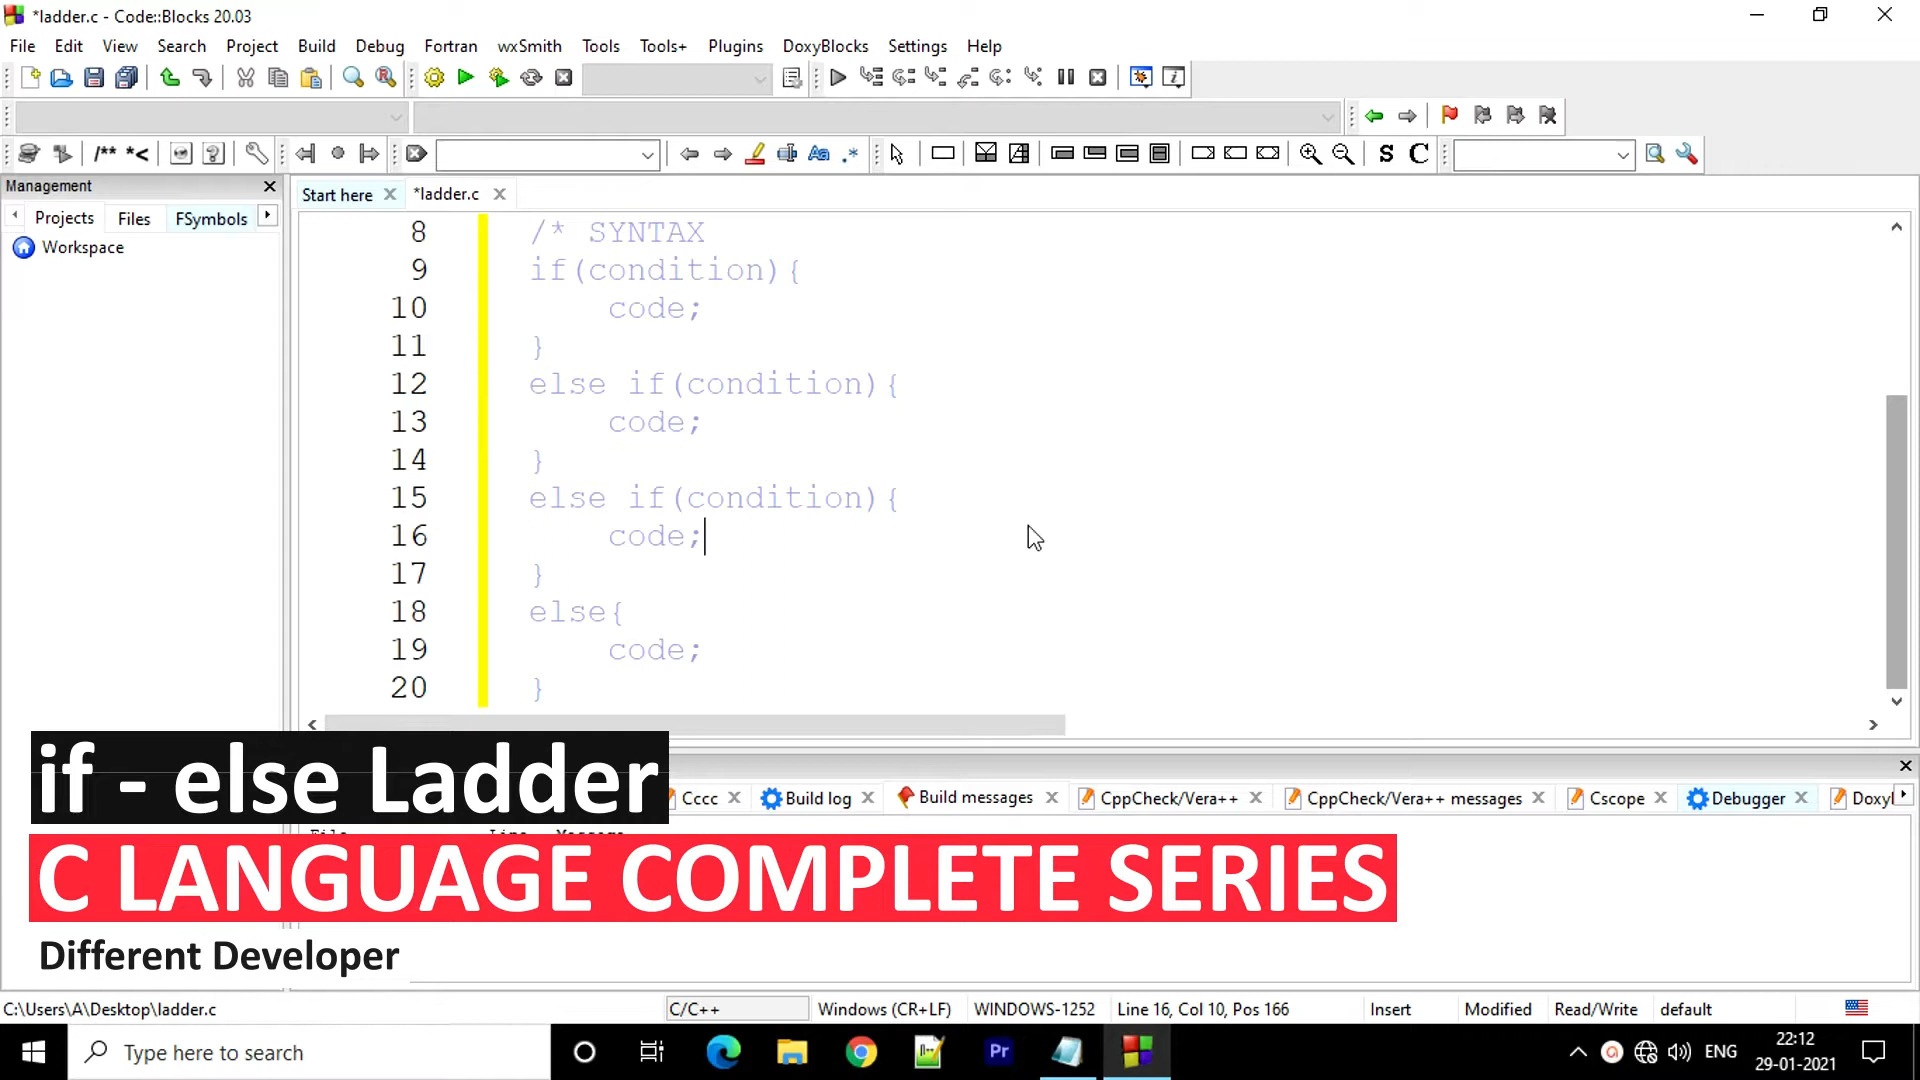 *ladder.c - Code::Blocks 20.03
File Edit View Search Project Build Debug Fortran wxSmith Tools Tools+ Plugins DoxyBlocks Settings Help
/** *<
Aa .*
S C
Management
Projects Files FSymbols
Workspace
Start here *ladder.c
8 /* SYNTAX
9 if(condition){
10 code;
11 }
12 else if(condition){
13 code;
14 }
15 else if(condition){
16 code;
17 }
18 else{
19 code;
20 }
if - else Ladder
Cccc Build log Build messages CppCheck/Vera++ CppCheck/Vera++ messages Cscope Debugger Doxyl
C LANGUAGE COMPLETE SERIES
Different Developer
C:\Users\A\Desktop\ladder.c C/C++ Windows (CR+LF) WINDOWS-1252 Line 16, Col 10, Pos 166 Insert Modified Read/Write default
Type here to search
Pr
ENG
22:12
29-01-2021